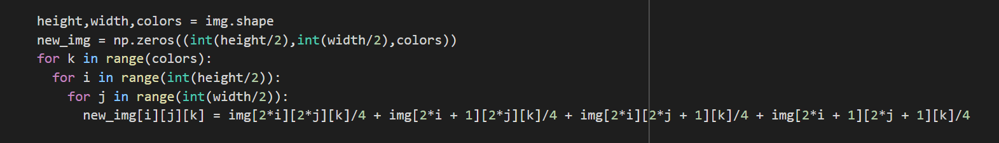 height,width,colors = img.shape
new_img = np.zeros((int(height/2),int(width/2),colors))
for k in range(colors):
  for i in range(int(height/2)):
    for j in range(int(width/2)):
      new_img[i][j][k] = img[2*i][2*j][k]/4 + img[2*i + 1][2*j][k]/4 + img[2*i][2*j + 1][k]/4 + img[2*i + 1][2*j + 1][k]/4